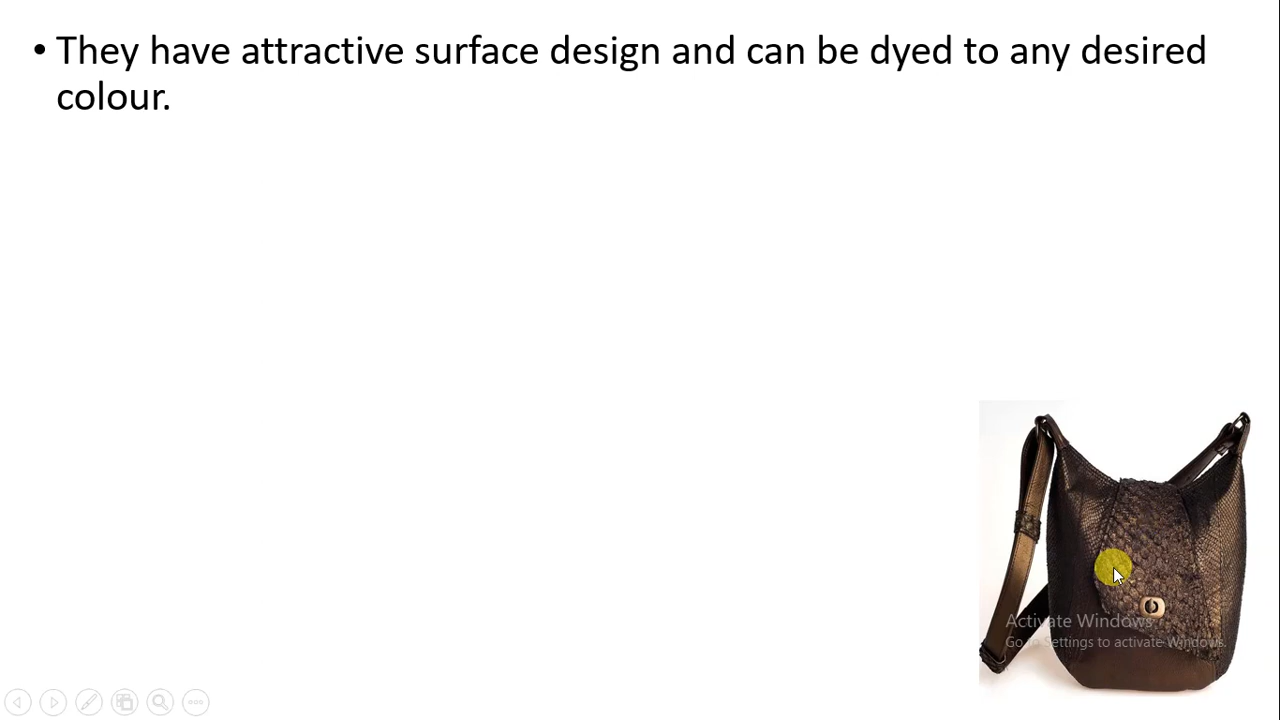 • They have attractive surface design and can be dyed to any desired
colour.
Activate Windows
Go to Settings to activate Windows.